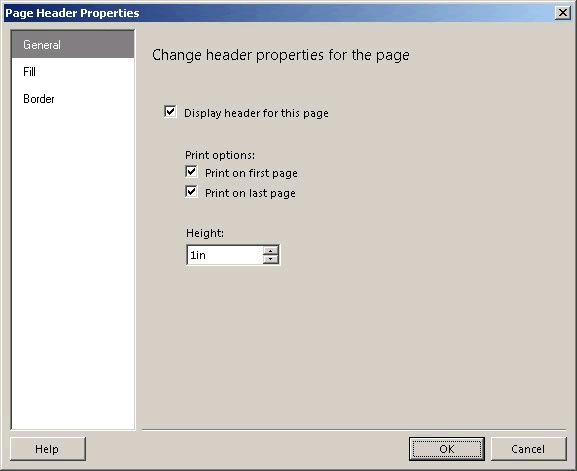 Page Header Properties
General
Fill
Border
Change header properties for the page
Display header for this page
Print options:
Print on first page
Print on last page
Height:
1in
Help
OK
Cancel